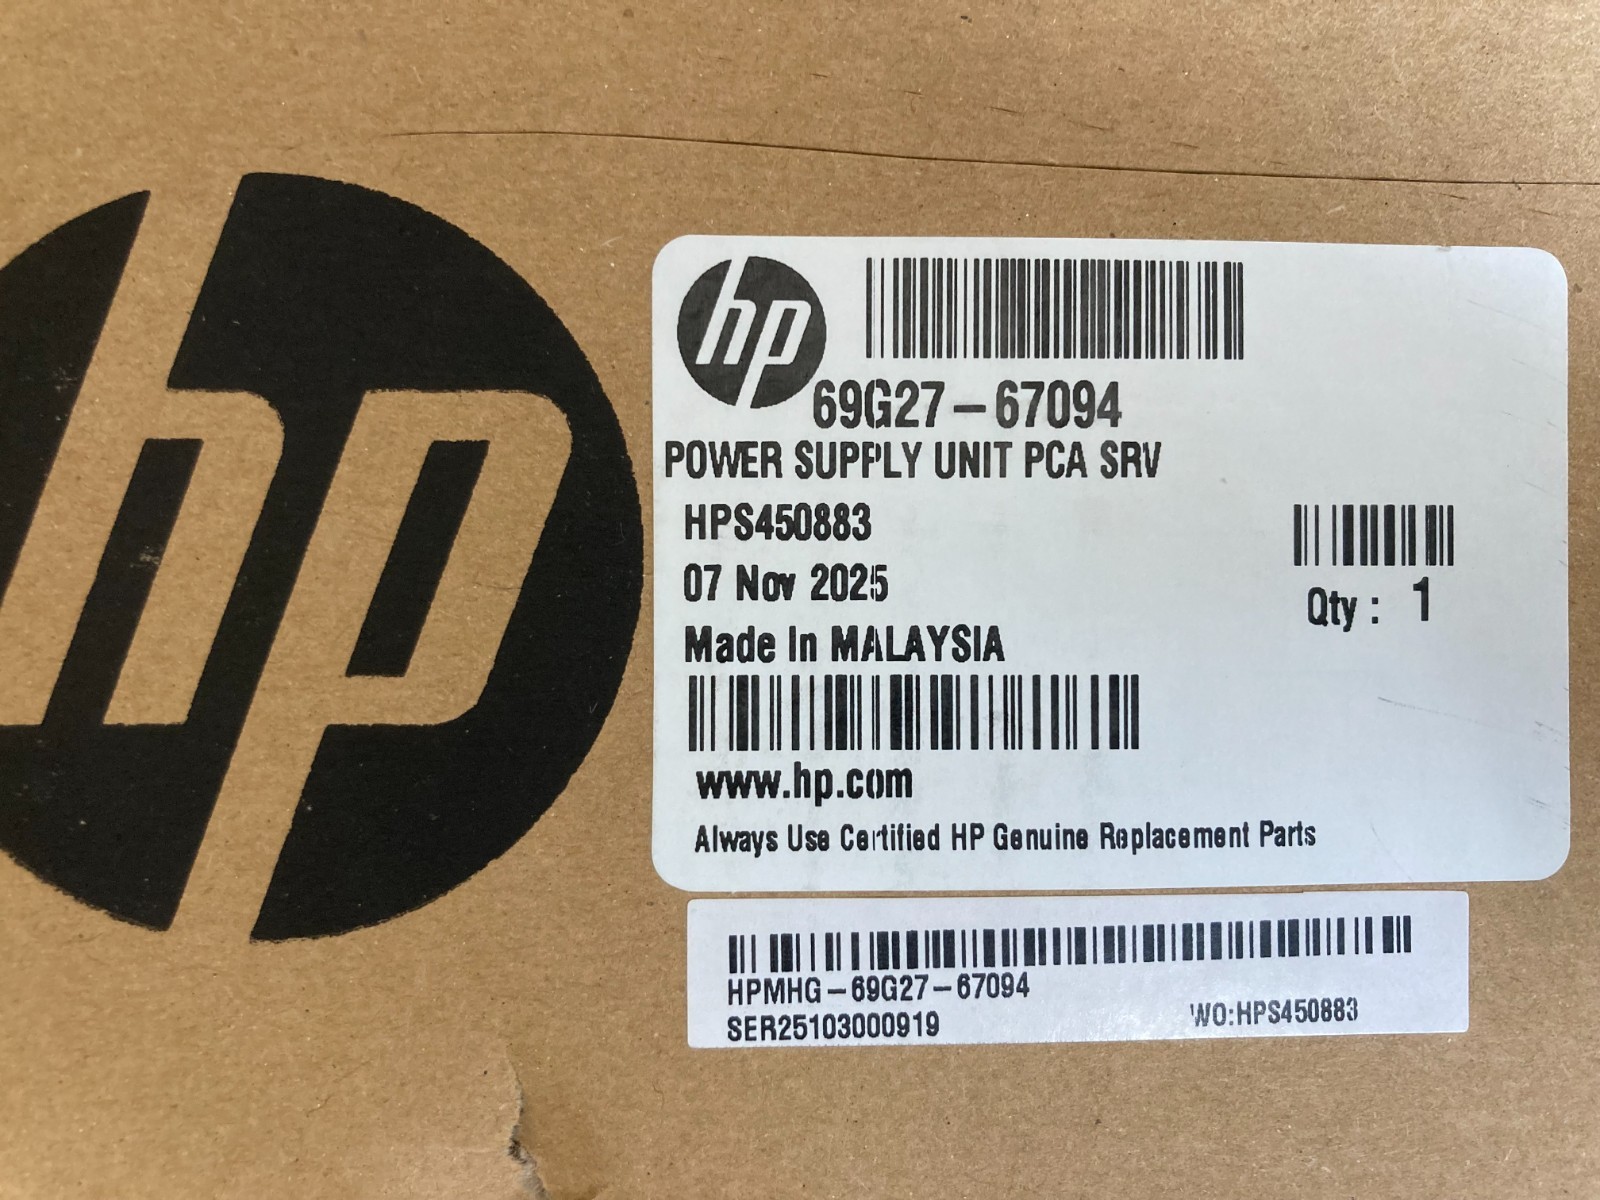 hp
hp
69G27-67094
POWER SUPPLY UNIT PCA SRV
HPS450883
07 Nov 2025
Qty : 1
Made In MALAYSIA
www.hp.com
Always Use Certified HP Genuine Replacement Parts
HPMHG-69G27-67094
SER25103000919
WO:HPS450883